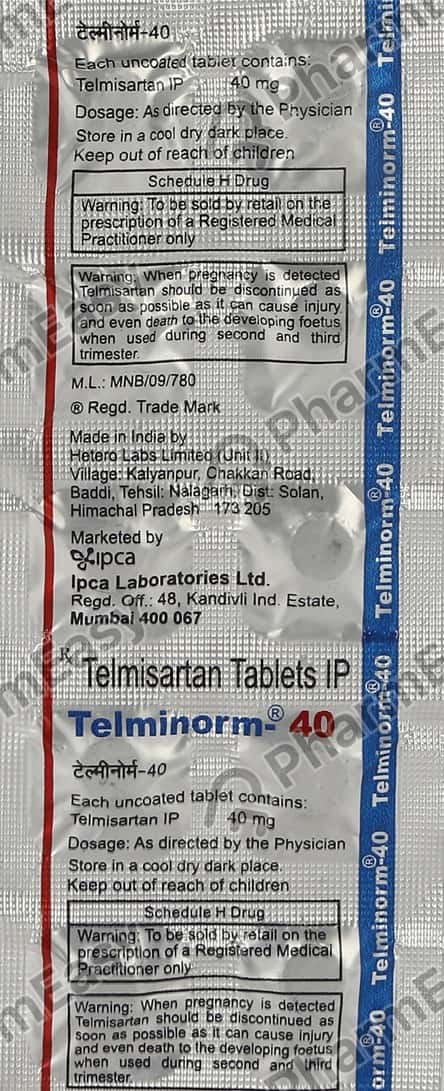 टेल्मीनोर्म-40
Each uncoated tablet contains:
Telmisartan IP 40 mg
Dosage: As directed by the Physician
Store in a cool dry dark place.
Keep out of reach of children
Schedule H Drug
Warning: To be sold by retail on the
prescription of a Registered Medical
Practitioner only
Warning: When pregnancy is detected
Telmisartan should be discontinued as
soon as possible as it can cause injury
and even death to the developing foetus
when used during second and third
trimester.
M.L.: MNB/09/780
® Regd. Trade Mark
Made in India by
Hetero Labs Limited (Unit II)
Village: Kalyanpur, Chakkan Road,
Baddi, Tehsil: Nalagarh, Dist: Solan,
Himachal Pradesh 173 205
Marketed by
ipca
Ipca Laboratories Ltd.
Regd. Off.: 48, Kandivli Ind. Estate,
Mumbai 400 067
Rx Telmisartan Tablets IP
Telminorm-® 40
टेल्मीनोर्म-40
Each uncoated tablet contains:
Telmisartan IP 40 mg
Dosage: As directed by the Physician
Store in a cool dry dark place.
Keep out of reach of children
Schedule H Drug
Warning: To be sold by retail on the
prescription of a Registered Medical
Practitioner only
Warning: When pregnancy is detected
Telmisartan should be discontinued as
soon as possible as it can cause injury
and even death to the developing foetus
when used during second and third
trimester.
Telminorm®-40
Telminorm®-40
Telminorm®-40
Telminorm®-40
Telminorm®-40
Telminorm®-40
PharmEasy